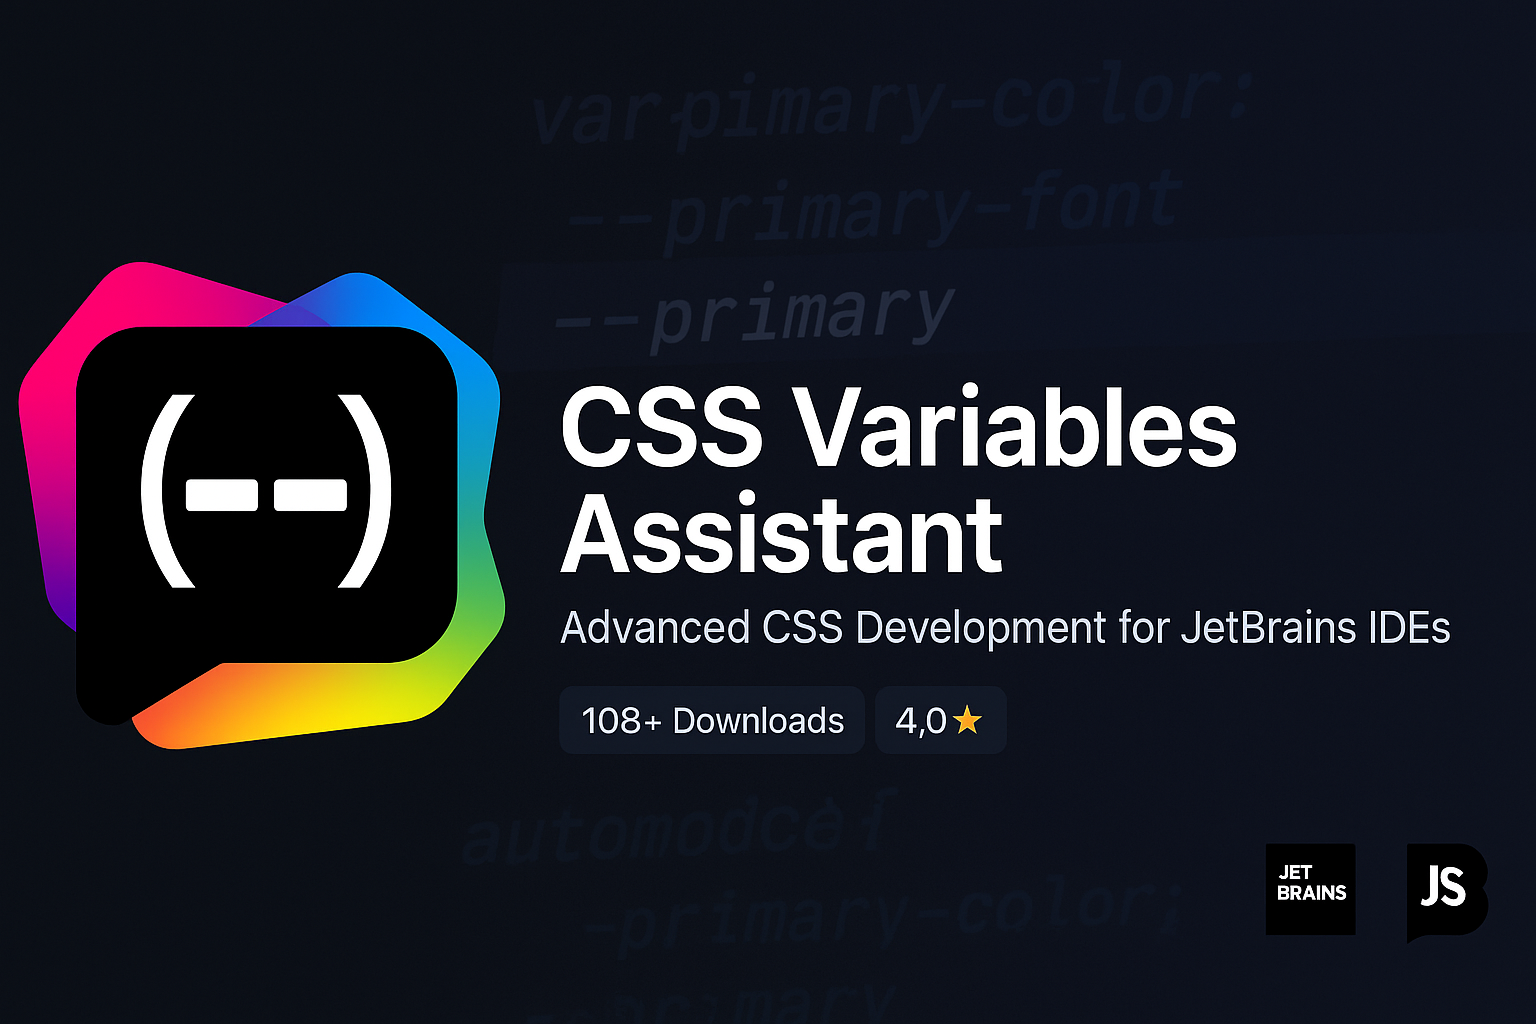 var-pimary-color:
--primary-font
--primary
(--)
CSS Variables
Assistant
Advanced CSS Development for JetBrains IDEs
108+ Downloads
4,0★
-primary-color;
--primary
JET
BRAINS
JS